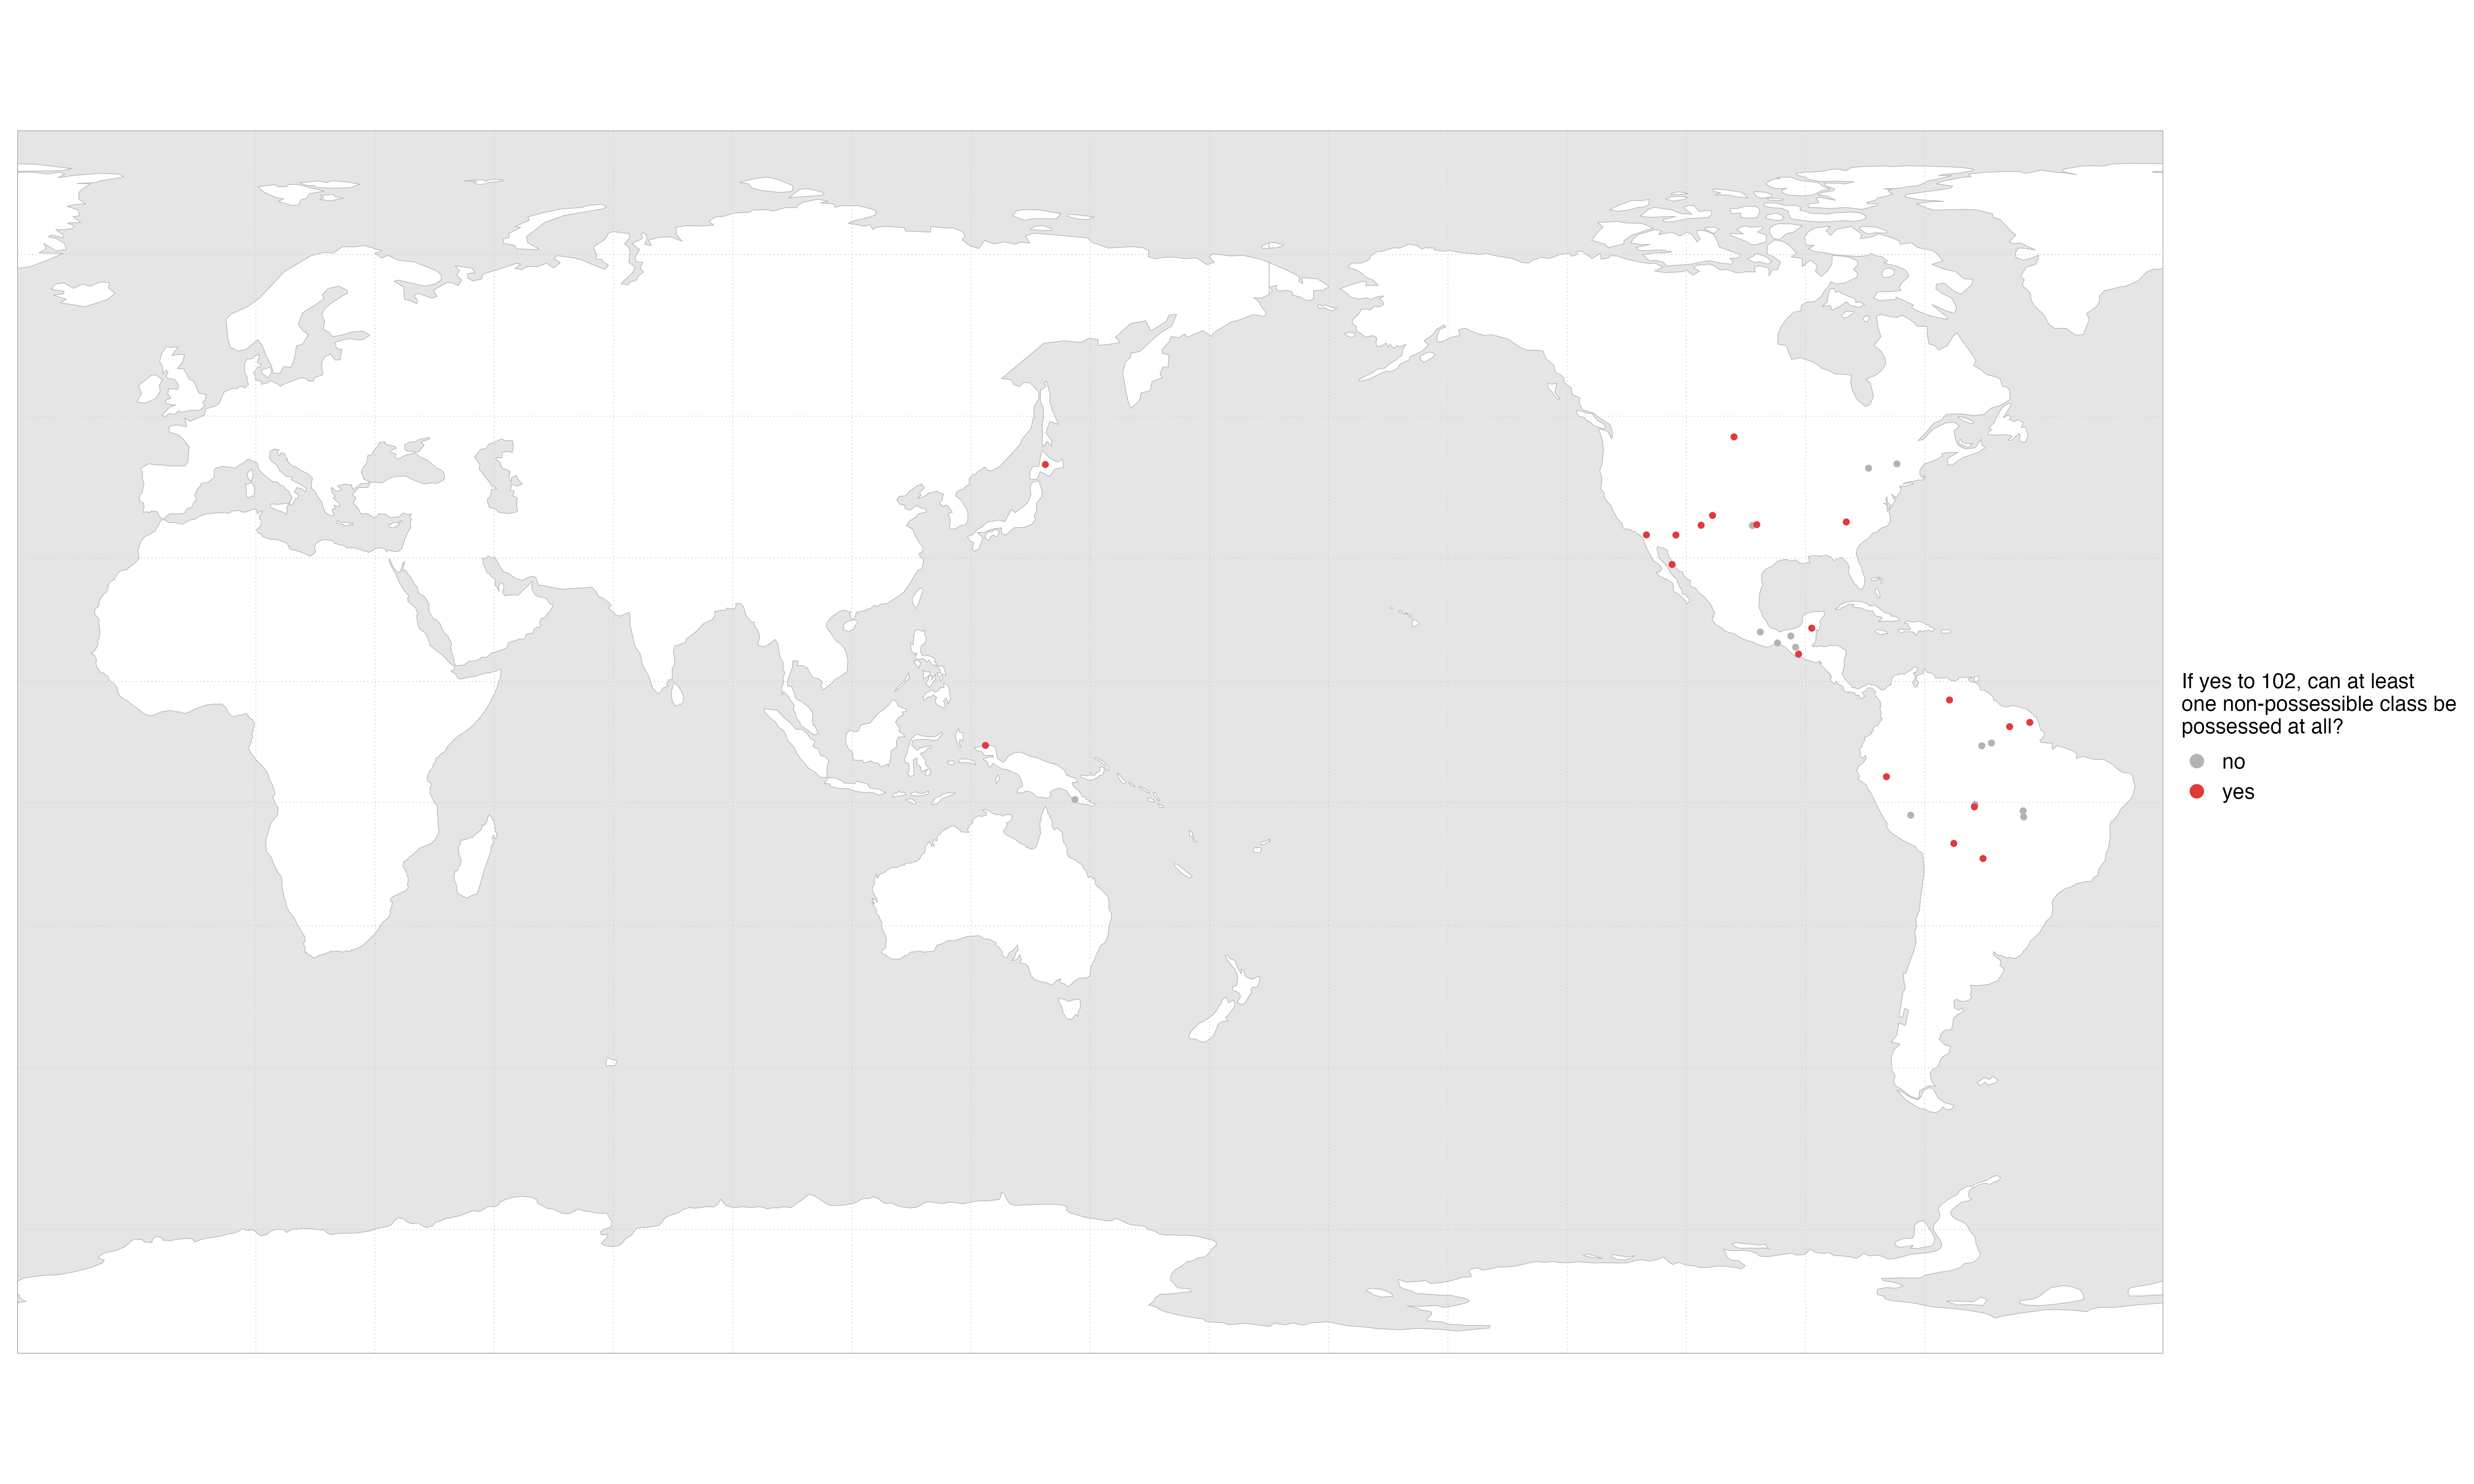 If yes to 102, can at least
one non-possessible class be
possessed at all?
no
yes